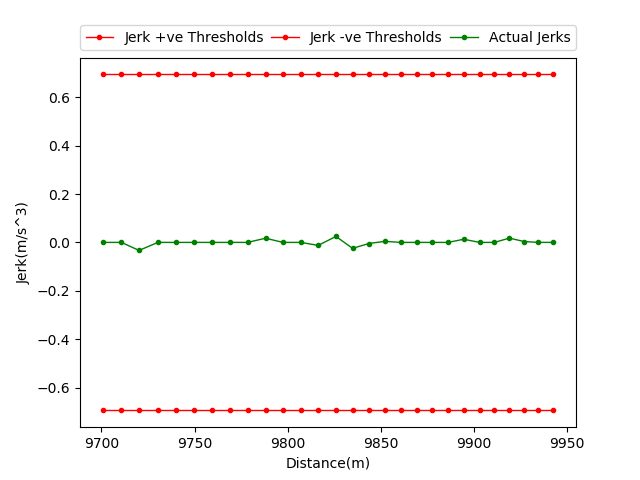 Jerk +ve Thresholds Jerk -ve Thresholds Actual Jerks
0.6
0.4
0.2
0.0
−0.2
−0.4
−0.6
Jerk(m/s^3)
9700 9750 9800 9850 9900 9950
Distance(m)